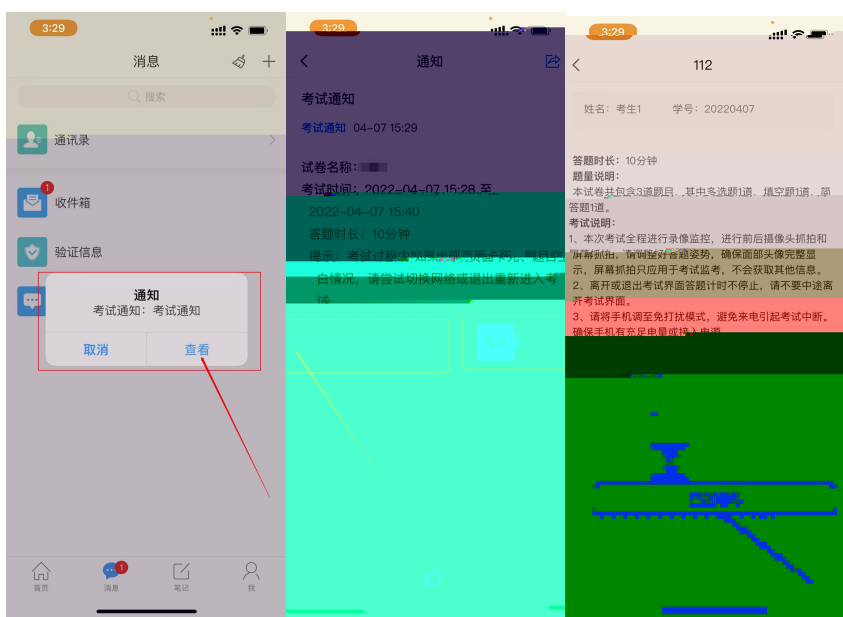 3:29
消息
搜索
通讯录
1
收件箱
验证信息
通知
考试通知：考试通知
取消
查看
首页
消息
1
笔记
我
3:29
通知
考试通知
考试通知 04-07 15:29
试卷名称：
考试时间：2022-04-07 15:28 至
2022-04-07 15:40
答题时长：10分钟
提示：考试过程中如果出现页面卡死、题目空
白情况，请尝试切换网络或退出重新进入考
试
3:29
112
姓名：考生1 学号：20220407
答题时长：10分钟
题量说明：
本试卷共包含3道题目，其中多选题1道，填空题1道，简
答题1道。
考试说明：
1、本次考试全程进行录像监控，进行前后摄像头抓拍和
屏幕抓拍，请调整好答题姿势，确保面部头像完整显
示，屏幕抓拍只应用于考试监考，不会获取其他信息。
2、离开或退出考试界面答题计时不停止，请不要中途离
开考试界面。
3、请将手机调至免打扰模式，避免来电引起考试中断。
确保手机有充足电量或接入电源